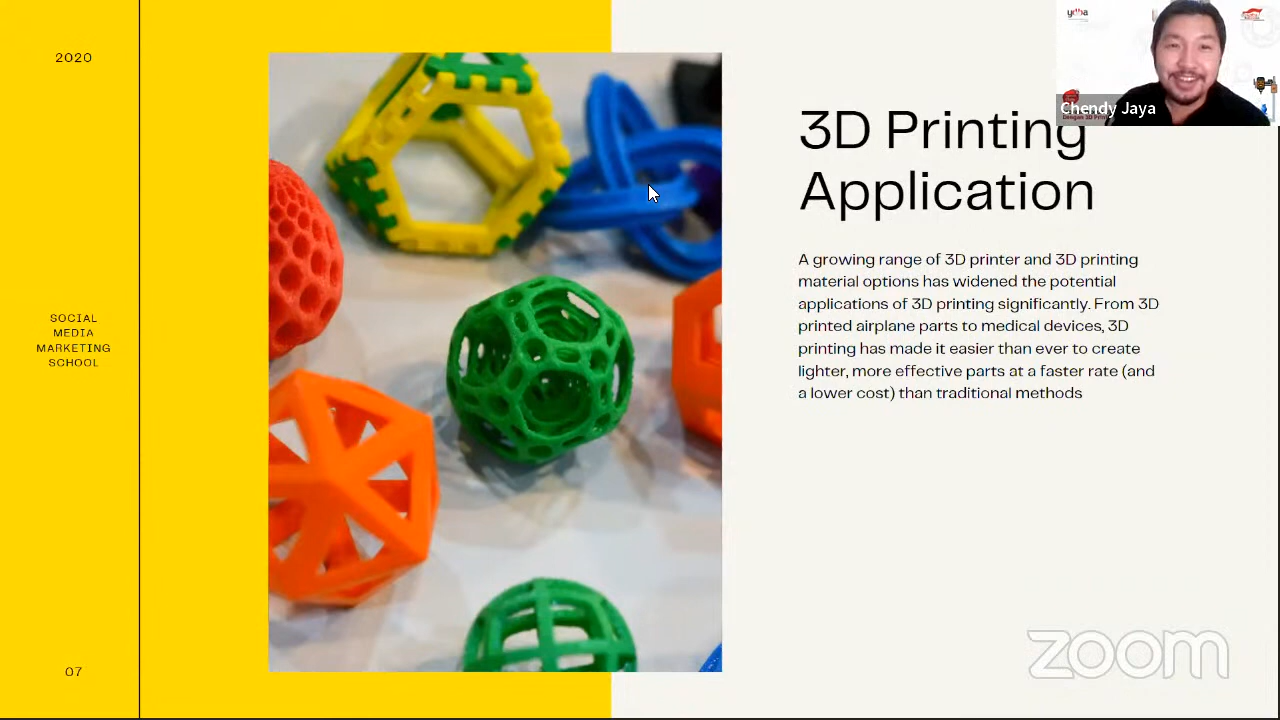 2020
SOCIAL
MEDIA
MARKETING
SCHOOL
07
3D Printing
Application
A growing range of 3D printer and 3D printing
material options has widened the potential
applications of 3D printing significantly. From 3D
printed airplane parts to medical devices, 3D
printing has made it easier than ever to create
lighter, more effective parts at a faster rate (and
a lower cost) than traditional methods
Chendy Jaya
zoom